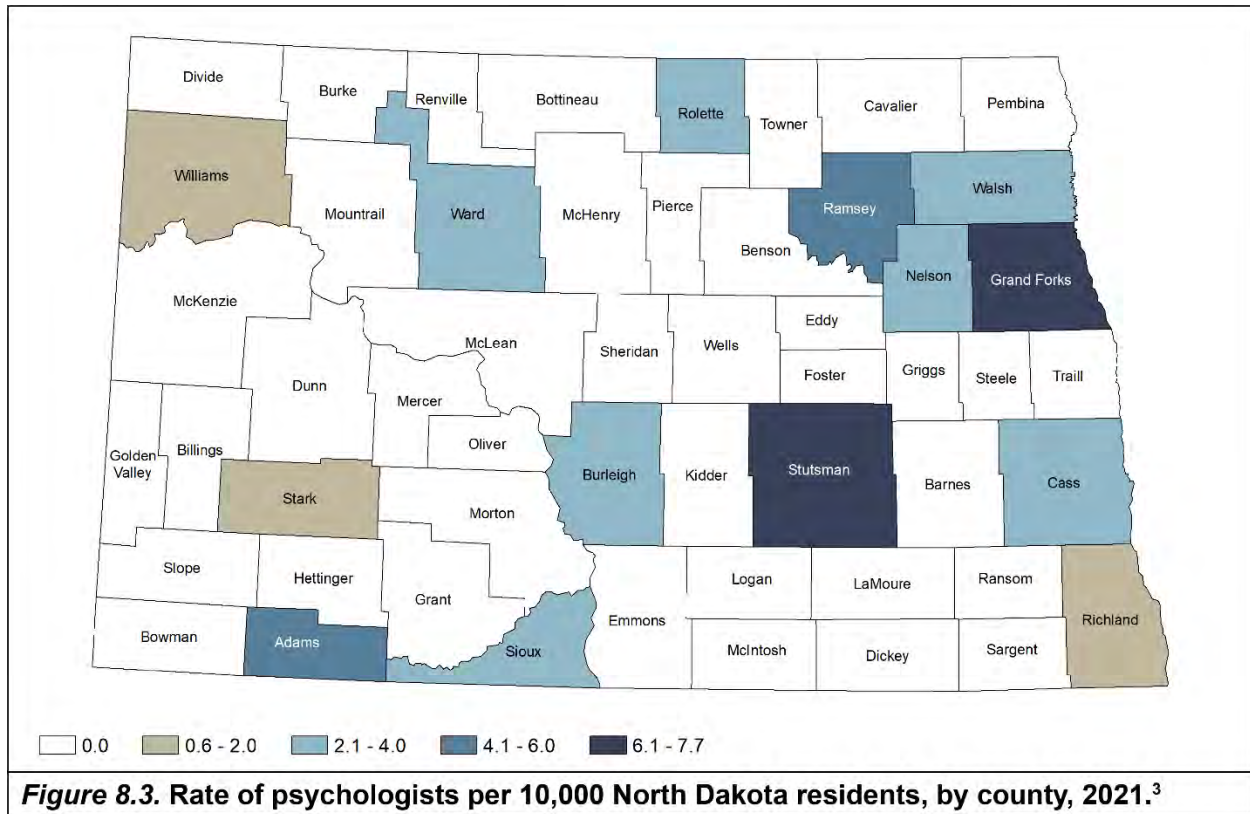 Divide
Burke
Renville
Bottineau
Rolette
Towner
Cavalier
Pembina
Williams
Mountrail
Ward
McHenry
Pierce
Benson
Ramsey
Walsh
Nelson
Grand Forks
McKenzie
Dunn
McLean
Mercer
Oliver
Sheridan
Wells
Eddy
Foster
Griggs
Steele
Traill
Golden
Valley
Billings
Stark
Morton
Burleigh
Kidder
Stutsman
Barnes
Cass
Slope
Hettinger
Grant
Bowman
Adams
Sioux
Emmons
Logan
LaMoure
Ransom
Richland
McIntosh
Dickey
Sargent
0.0
0.6 - 2.0
2.1 - 4.0
4.1 - 6.0
6.1 - 7.7
Figure 8.3. Rate of psychologists per 10,000 North Dakota residents, by county, 2021.³